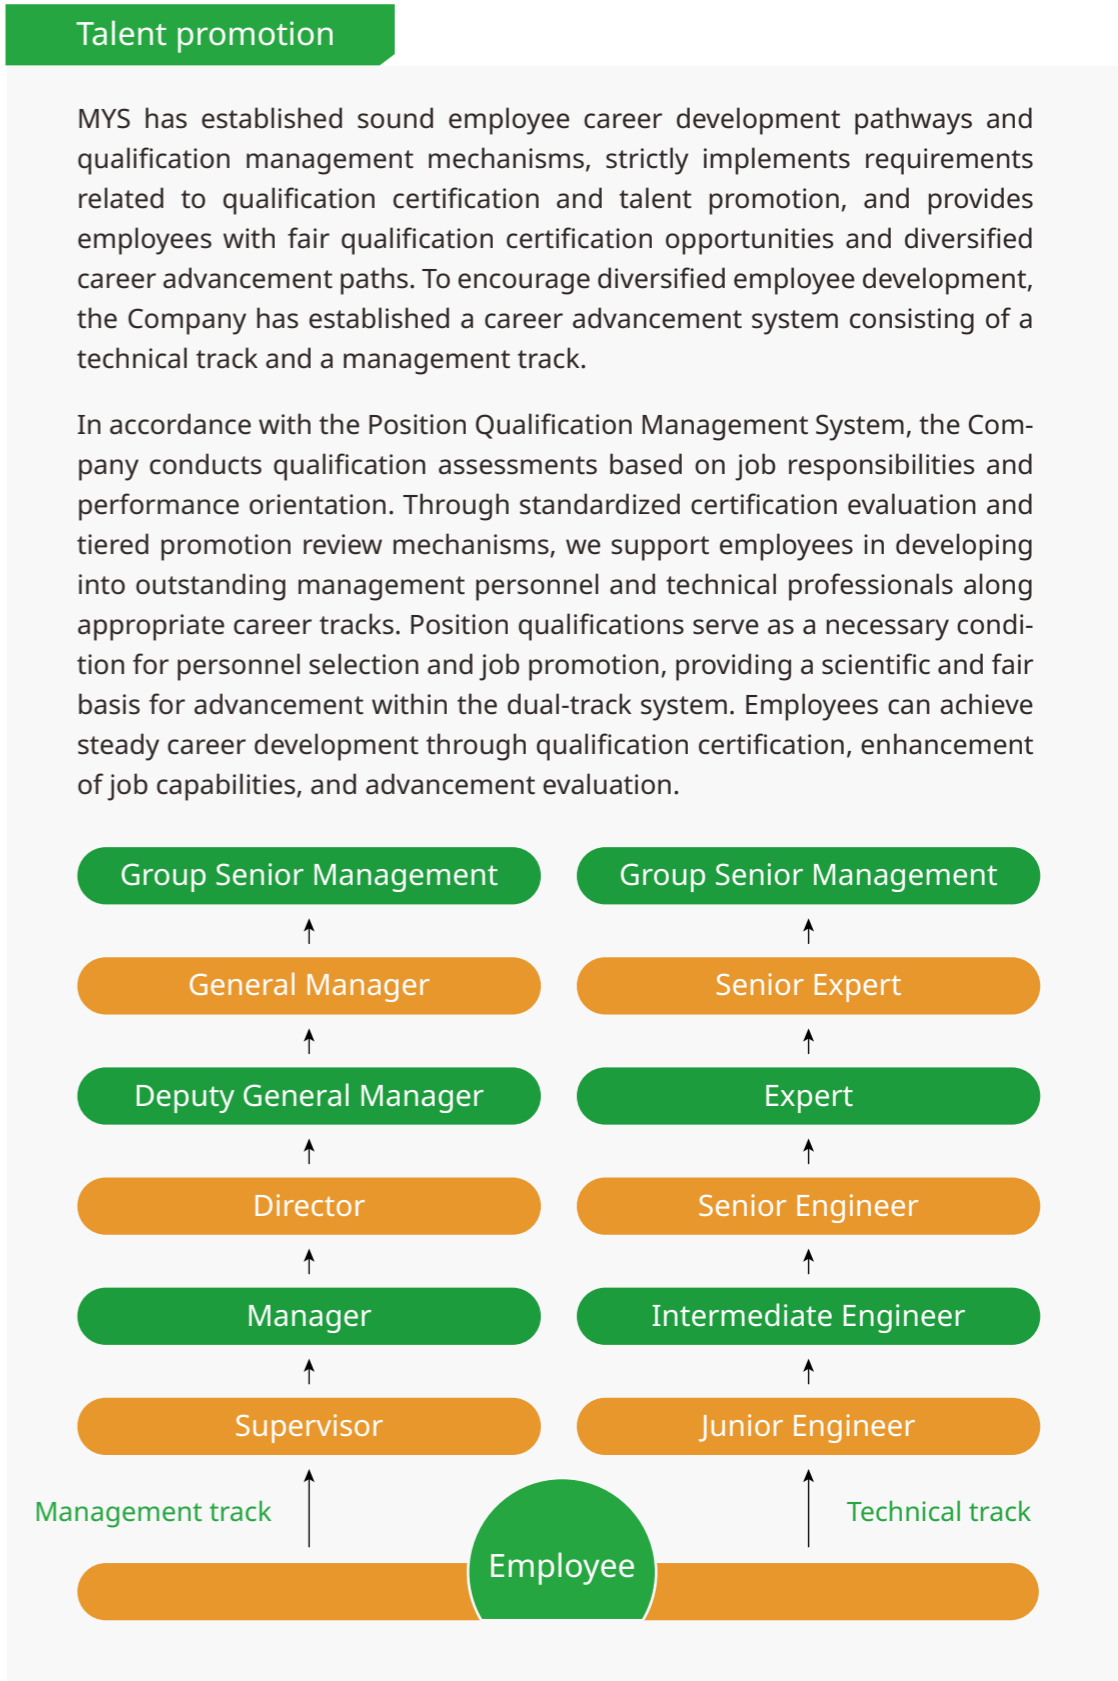 Talent promotion
MYS has established sound employee career development pathways and
qualification management mechanisms, strictly implements requirements
related to qualification certification and talent promotion, and provides
employees with fair qualification certification opportunities and diversified
career advancement paths. To encourage diversified employee development,
the Company has established a career advancement system consisting of a
technical track and a management track.
In accordance with the Position Qualification Management System, the Com-
pany conducts qualification assessments based on job responsibilities and
performance orientation. Through standardized certification evaluation and
tiered promotion review mechanisms, we support employees in developing
into outstanding management personnel and technical professionals along
appropriate career tracks. Position qualifications serve as a necessary condi-
tion for personnel selection and job promotion, providing a scientific and fair
basis for advancement within the dual-track system. Employees can achieve
steady career development through qualification certification, enhancement
of job capabilities, and advancement evaluation.
Group Senior Management
General Manager
Deputy General Manager
Director
Manager
Supervisor
Management track
Group Senior Management
Senior Expert
Expert
Senior Engineer
Intermediate Engineer
Junior Engineer
Technical track
Employee